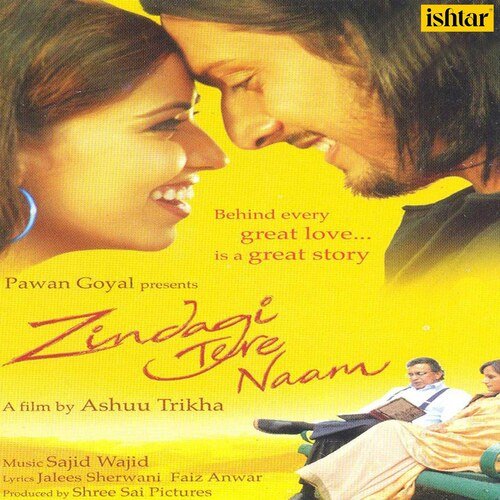 ishtar
Behind every
great love...
is a great story
Pawan Goyal presents
Zindagi
Tere
Naam
A film by Ashuu Trikha
Music Sajid Wajid
Lyrics Jalees Sherwani Faiz Anwar
Produced by Shree Sai Pictures